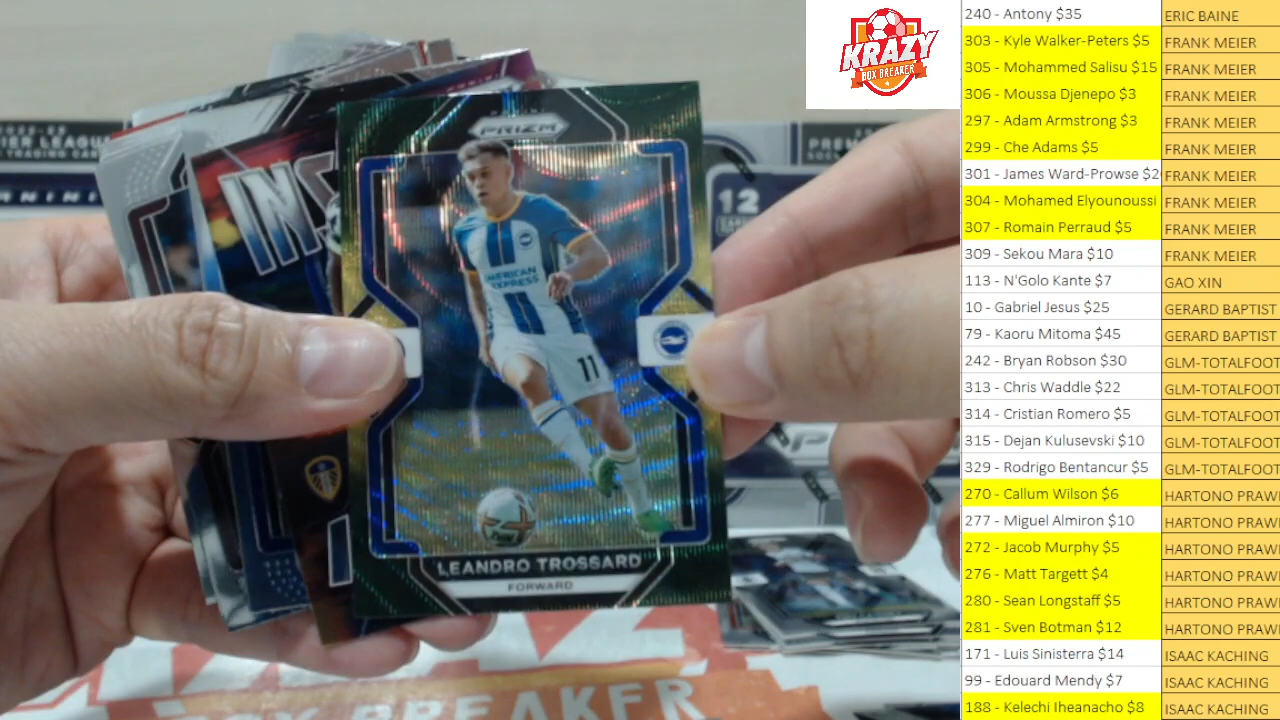 KRAZY
BOX BREAKER
PRIZM
INS
12
AMERICAN
EXPRESS
11
LEANDRO TROSSARD
FORWARD
BREAKER
240 - Antony $35 ERIC BAINE
303 - Kyle Walker-Peters $5 FRANK MEIER
305 - Mohammed Salisu $15 FRANK MEIER
306 - Moussa Djenepo $3 FRANK MEIER
297 - Adam Armstrong $3 FRANK MEIER
299 - Che Adams $5 FRANK MEIER
301 - James Ward-Prowse $2 FRANK MEIER
304 - Mohamed Elyounoussi FRANK MEIER
307 - Romain Perraud $5 FRANK MEIER
309 - Sekou Mara $10 FRANK MEIER
113 - N'Golo Kante $7 GAO XIN
10 - Gabriel Jesus $25 GERARD BAPTIST
79 - Kaoru Mitoma $45 GERARD BAPTIST
242 - Bryan Robson $30 GLM-TOTALFOOT
313 - Chris Waddle $22 GLM-TOTALFOOT
314 - Cristian Romero $5 GLM-TOTALFOOT
315 - Dejan Kulusevski $10 GLM-TOTALFOOT
329 - Rodrigo Bentancur $5 GLM-TOTALFOOT
270 - Callum Wilson $6 HARTONO PRAWI
277 - Miguel Almiron $10 HARTONO PRAWI
272 - Jacob Murphy $5 HARTONO PRAWI
276 - Matt Targett $4 HARTONO PRAWI
280 - Sean Longstaff $5 HARTONO PRAWI
281 - Sven Botman $12 HARTONO PRAWI
171 - Luis Sinisterra $14 ISAAC KACHING
99 - Edouard Mendy $7 ISAAC KACHING
188 - Kelechi Iheanacho $8 ISAAC KACHING